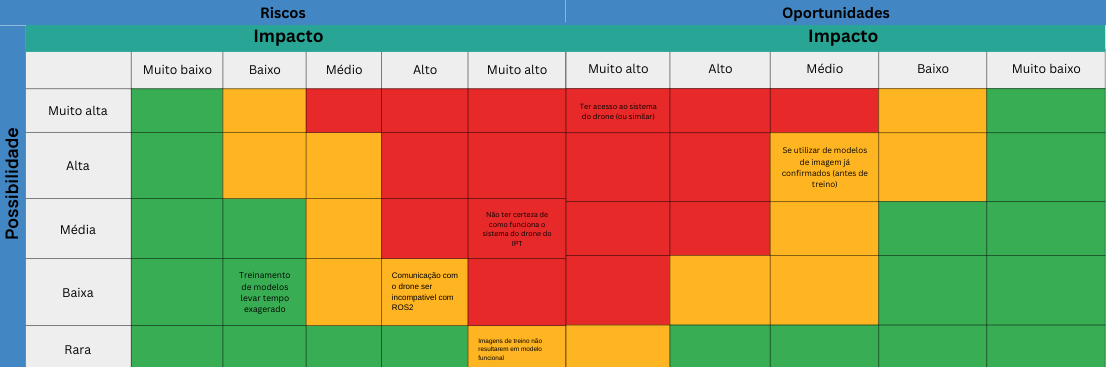 Riscos
Oportunidades
Impacto
Impacto
Possibilidade
Muito baixo
Baixo
Médio
Alto
Muito alto
Muito alto
Alto
Médio
Baixo
Muito baixo
Muito alta
Ter acesso ao sistema
do drone (ou similar)
Alta
Se utilizar de modelos
de imagem já
confirmados (antes de
treino)
Média
Não ter certeza de
como funciona o
sistema do drone do
IPT
Baixa
Treinamento
de modelos
levar tempo
exagerado
Comunicação com
o drone ser
incompatível com
ROS2
Rara
Imagens de treino não
resultarem em modelo
funcional